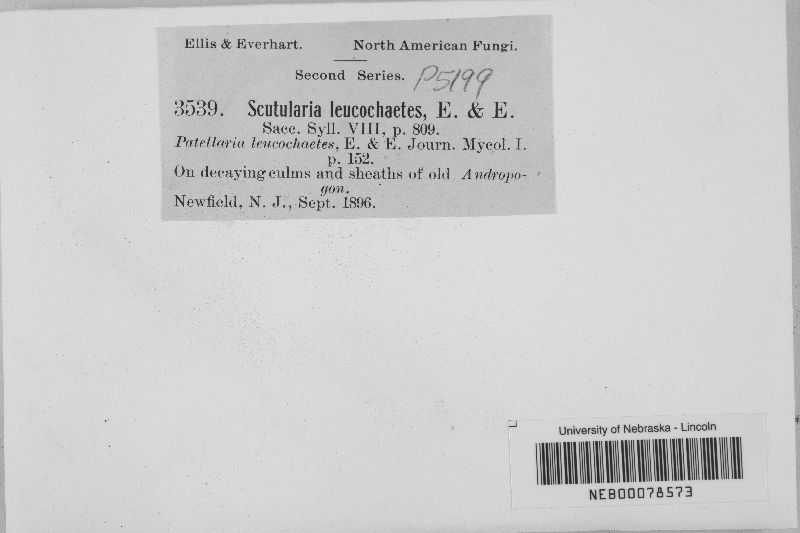 Ellis & Everhart. North American Fungi.
Second Series. P5199
3539. Scutularia leucochaetes, E. & E.
Sacc. Syll. VIII, p. 809.
Patellaria leucochaetes, E. & E. Journ. Mycol. I.
p. 152.
On decaying culms and sheaths of old Andropo-
gon.
Newfield, N. J., Sept. 1896.
University of Nebraska - Lincoln
NEB00078573